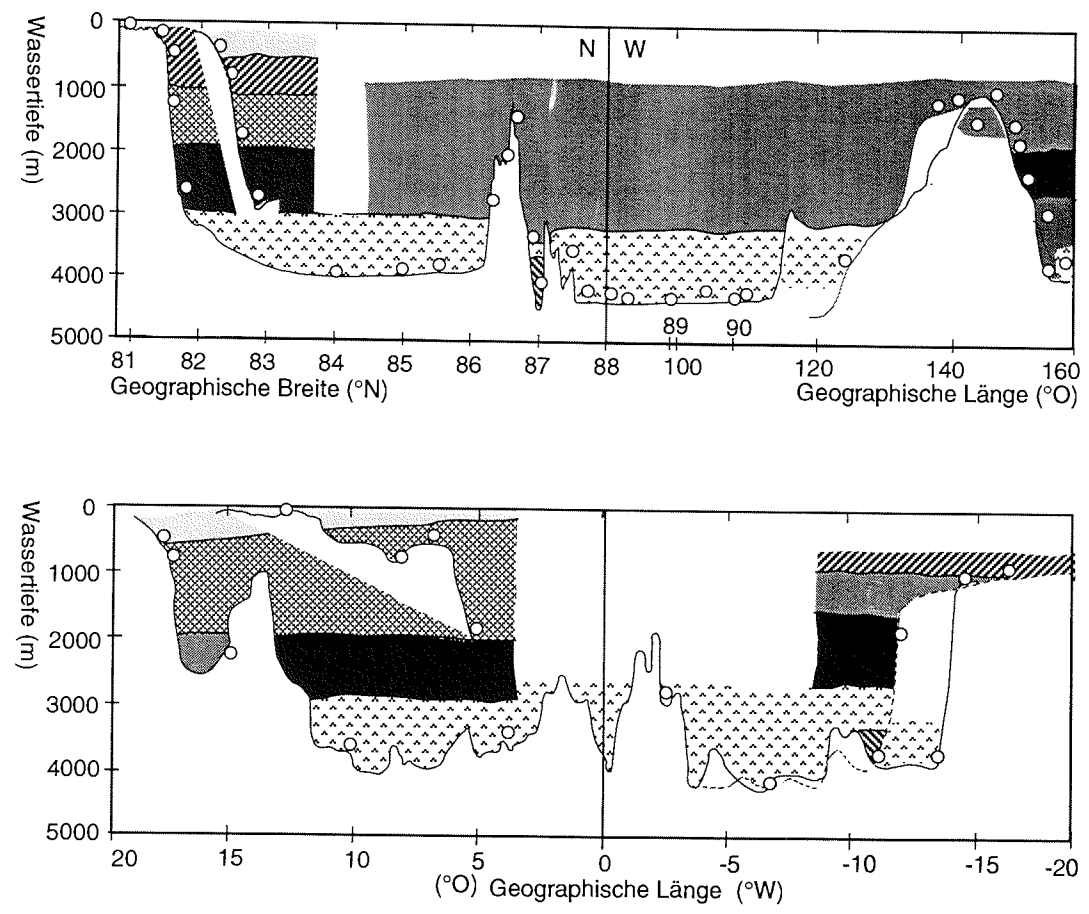 Wassertiefe (m)
0
1000
2000
3000
4000
5000
N W
89 90
81 82 83 84 85 86 87 88 100 120 140 160
Geographische Breite (°N) Geographische Länge (°O)
Wassertiefe (m)
0
1000
2000
3000
4000
5000
20 15 10 5 0 -5 -10 -15 -20
(°O) Geographische Länge (°W)